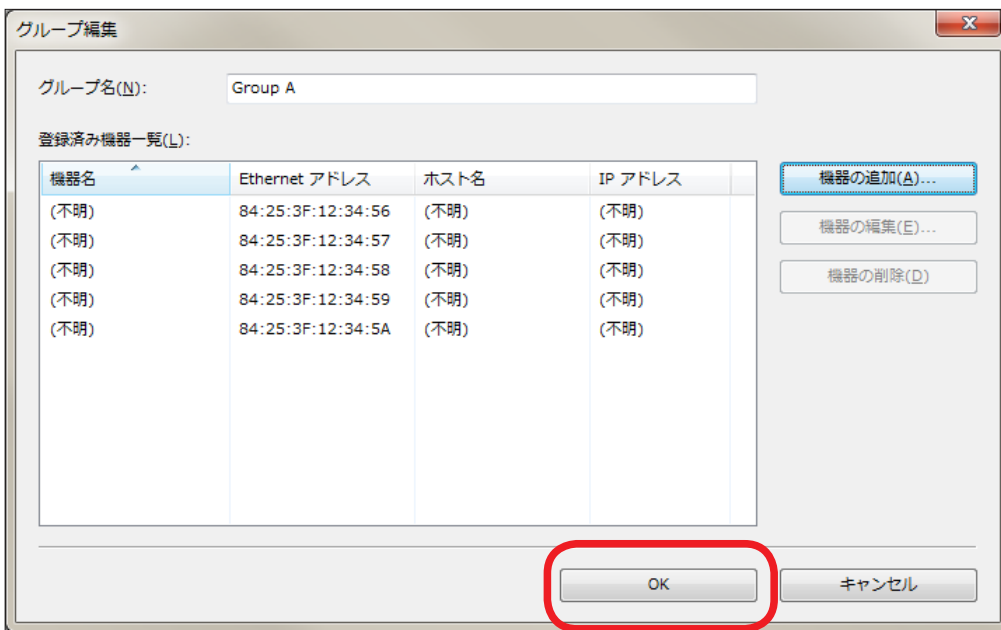 グループ編集
グループ名(N): Group A
登録済み機器一覧(L):
機器名 Ethernet アドレス ホスト名 IP アドレス 機器の追加(A)...
(不明) 84:25:3F:12:34:56 (不明) (不明)
機器の編集(E)...
(不明) 84:25:3F:12:34:57 (不明) (不明)
(不明) 84:25:3F:12:34:58 (不明) (不明) 機器の削除(D)
(不明) 84:25:3F:12:34:59 (不明) (不明)
(不明) 84:25:3F:12:34:5A (不明) (不明)
OK キャンセル